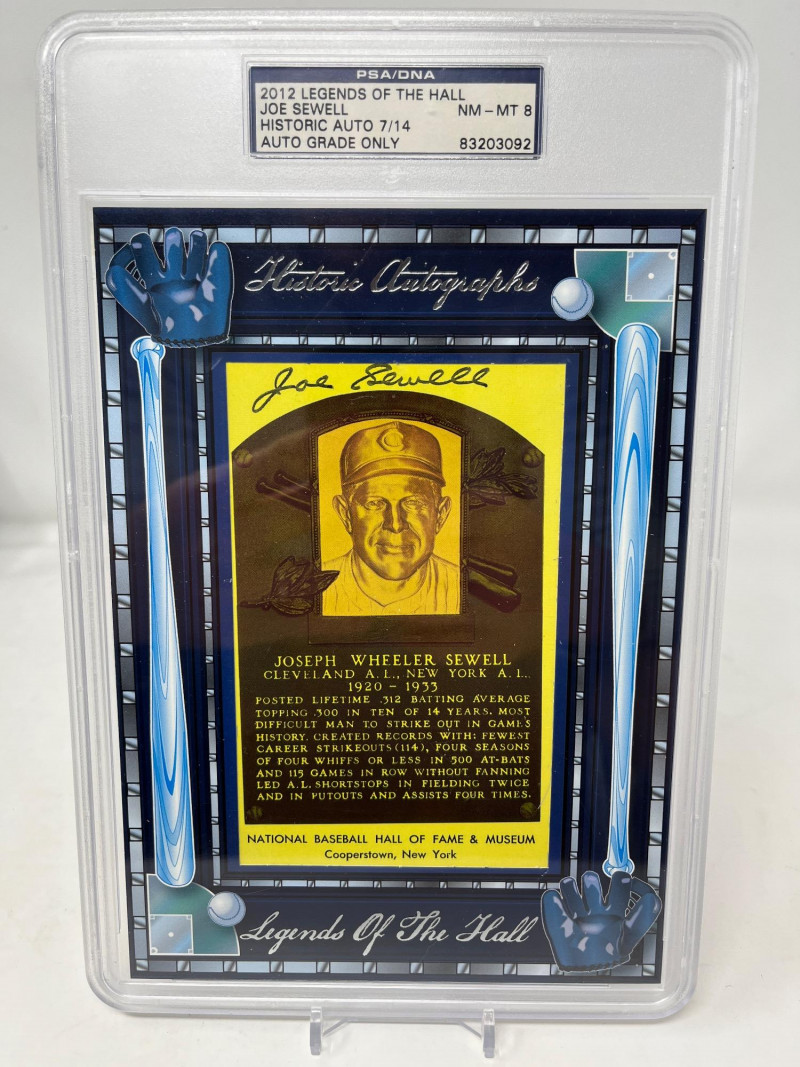 PSA/DNA
2012 LEGENDS OF THE HALL
JOE SEWELL NM-MT 8
HISTORIC AUTO 7/14
AUTO GRADE ONLY 83203092
Historic Autographs
Joe Sewell
C
JOSEPH WHEELER SEWELL
CLEVELAND A.L., NEW YORK A.L.
1920 - 1933
POSTED LIFETIME .312 BATTING AVERAGE
TOPPING .300 IN TEN OF 14 YEARS. MOST
DIFFICULT MAN TO STRIKE OUT IN GAME'S
HISTORY. CREATED RECORDS WITH: FEWEST
CAREER STRIKEOUTS (114), FOUR SEASONS
OF FOUR WHIFFS OR LESS IN 500 AT-BATS
AND 115 GAMES IN ROW WITHOUT FANNING
LED A.L. SHORTSTOPS IN FIELDING TWICE
AND IN PUTOUTS AND ASSISTS FOUR TIMES.
NATIONAL BASEBALL HALL OF FAME & MUSEUM
Cooperstown, New York
Legends Of The Hall